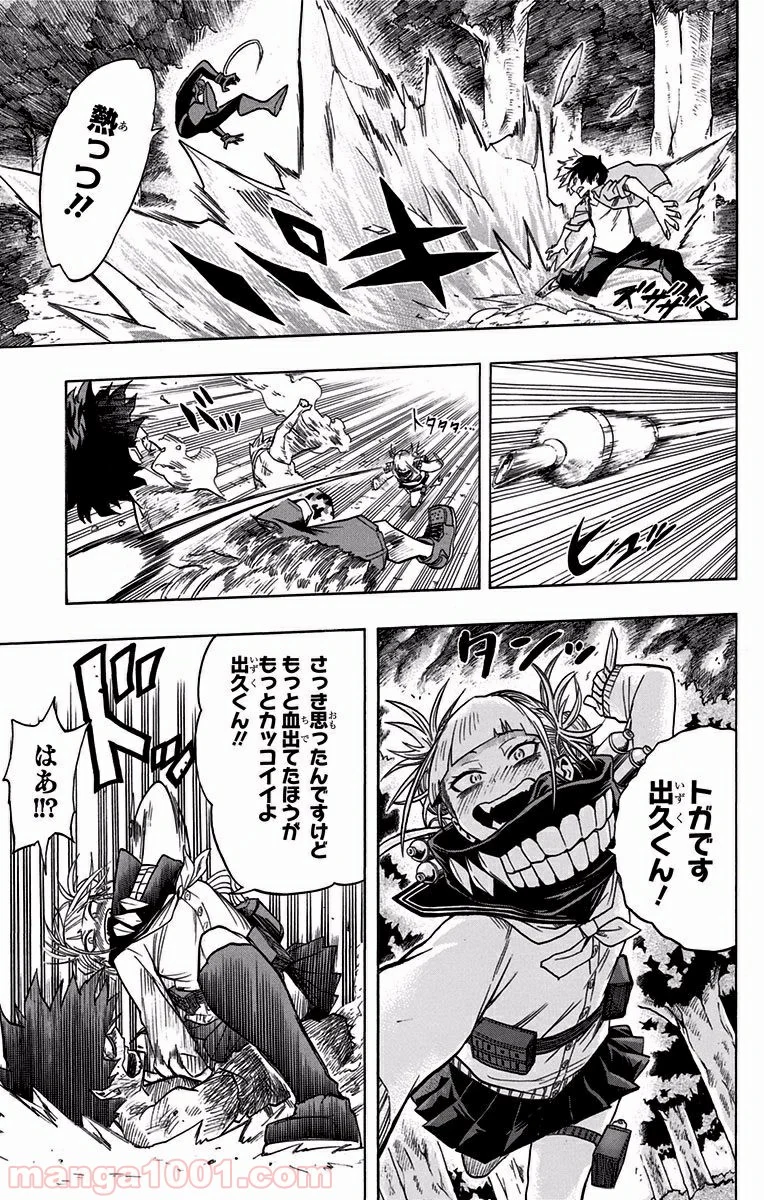 熱っつ!!
バキ
ズザザッ
ヒュッ
バッ
トタタタ…
タンッ
トガです
出久くん!
さっき思ったんですけど
もっと血出てたほうが
もっとカッコイイよ
出久くん!!
ドッ
はあ!!?
manga1001.com